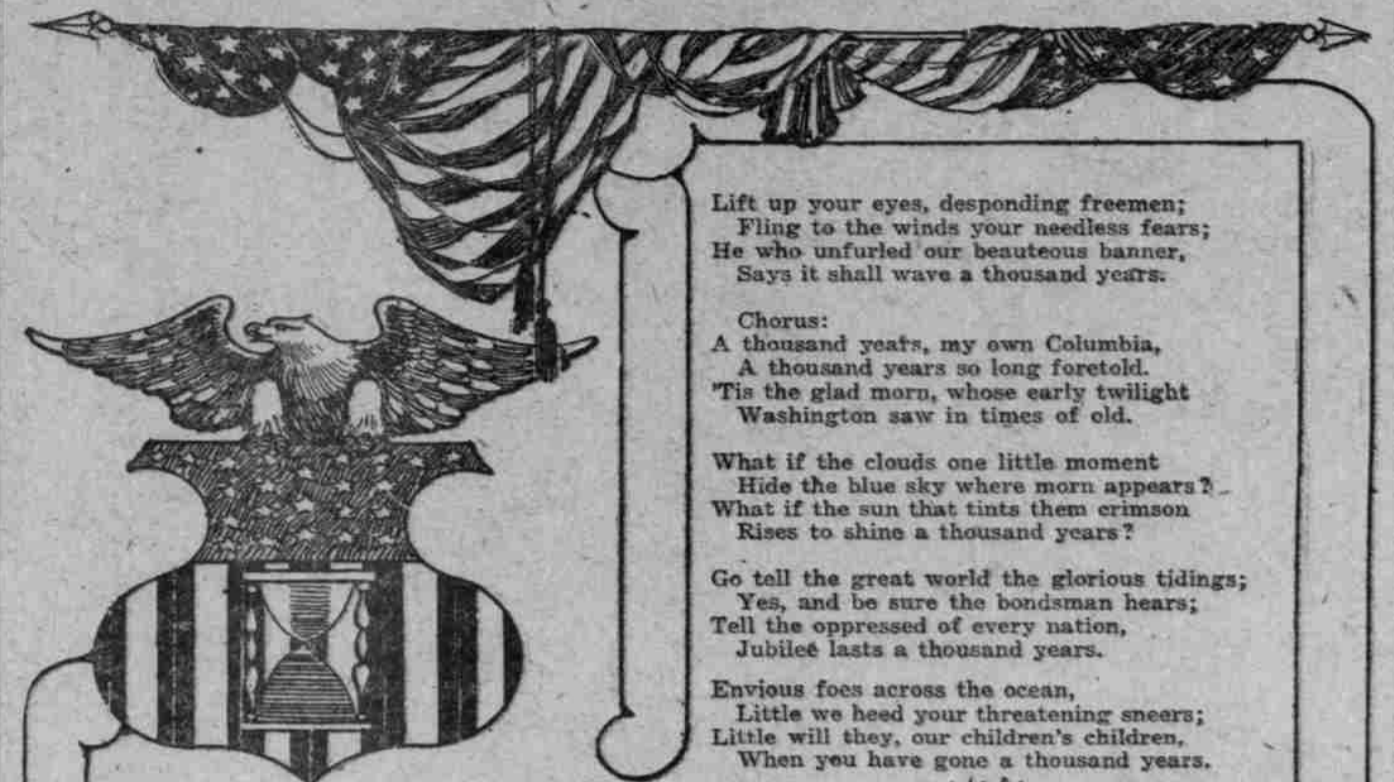 Lift up your eyes, desponding freemen;
Fling to the winds your needless fears;
He who unfurled our beauteous banner,
Says it shall wave a thousand years.
Chorus:
A thousand years, my own Columbia,
A thousand years so long foretold.
'Tis the glad morn, whose early twilight
Washington saw in times of old.
What if the clouds one little moment
Hide the blue sky where morn appears?
What if the sun that tints them crimson
Rises to shine a thousand years?
Go tell the great world the glorious tidings;
Yes, and be sure the bondsman hears;
Tell the oppressed of every nation,
Jubilee lasts a thousand years.
Envious foes across the ocean,
Little we heed your threatening sneers;
Little will they, our children's children,
When you have gone a thousand years.